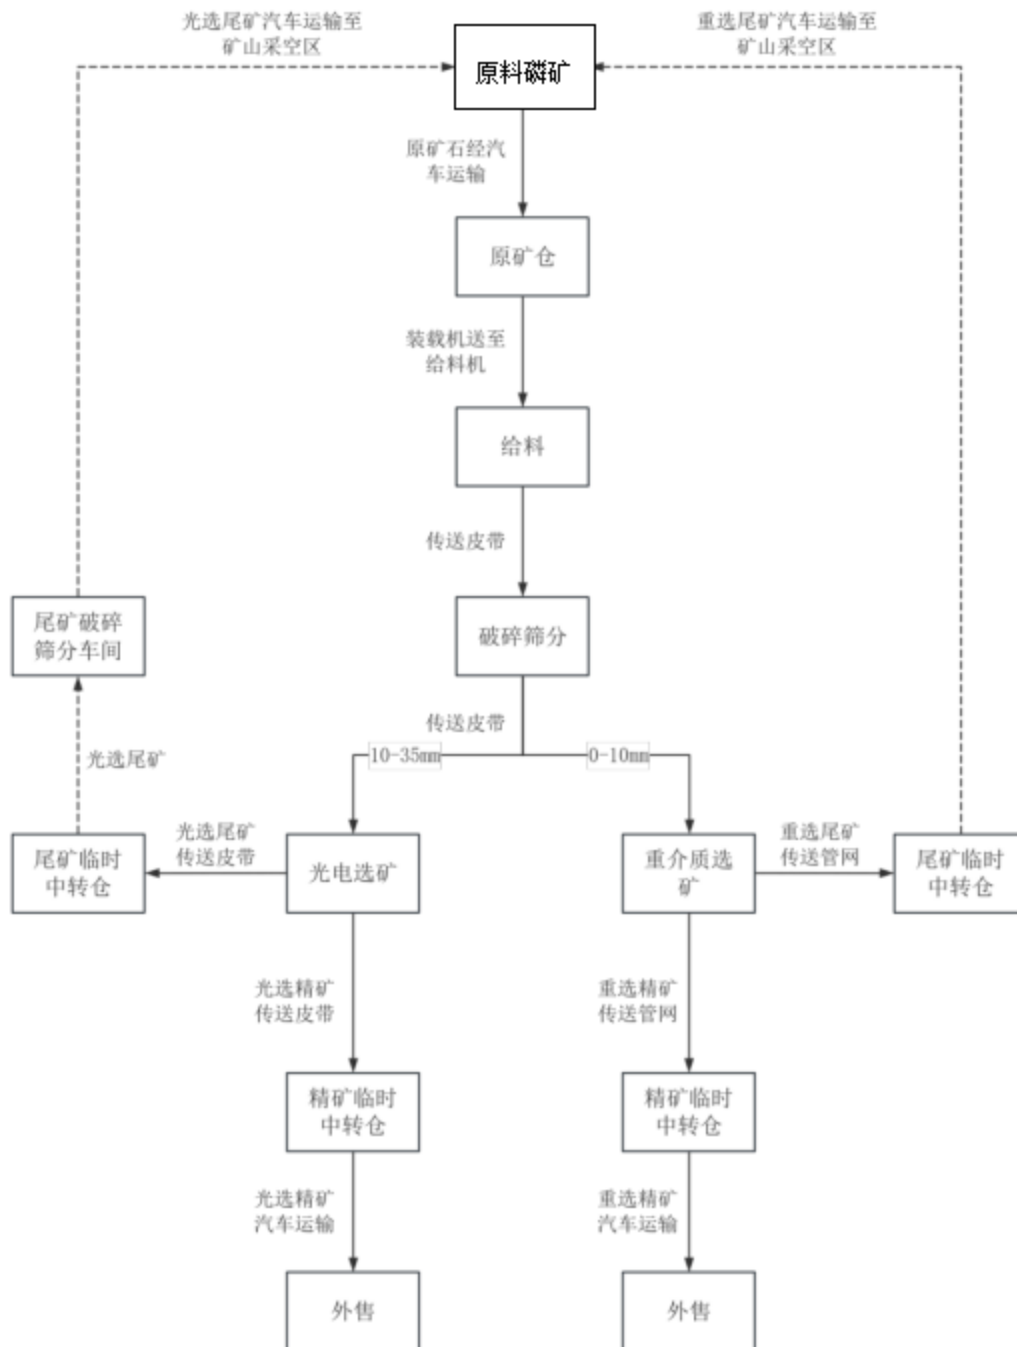 光选尾矿汽车运输至
矿山采空区
重选尾矿汽车运输至
矿山采空区
原料磷矿
原矿石经汽
车运输
原矿仓
装载机送至
给料机
给料
传送皮带
尾矿破碎
筛分车间
破碎筛分
传送皮带
10-35mm
0-10mm
光选尾矿
光选尾矿
传送皮带
重选尾矿
传送管网
尾矿临时
中转仓
光电选矿
重介质选
矿
尾矿临时
中转仓
光选精矿
传送皮带
重选精矿
传送管网
精矿临时
中转仓
精矿临时
中转仓
光选精矿
汽车运输
重选精矿
汽车运输
外售
外售